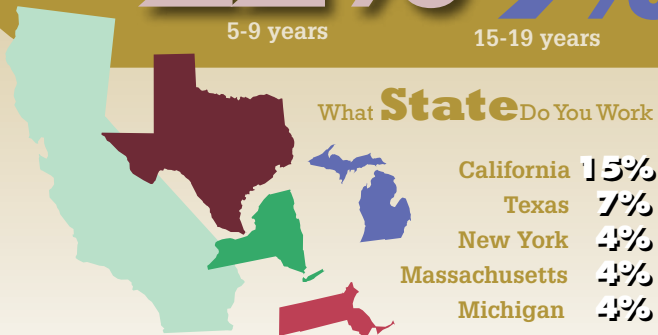 5-9 years
15-19 years
What State Do You Work
California 15%
Texas 7%
New York 4%
Massachusetts 4%
Michigan 4%